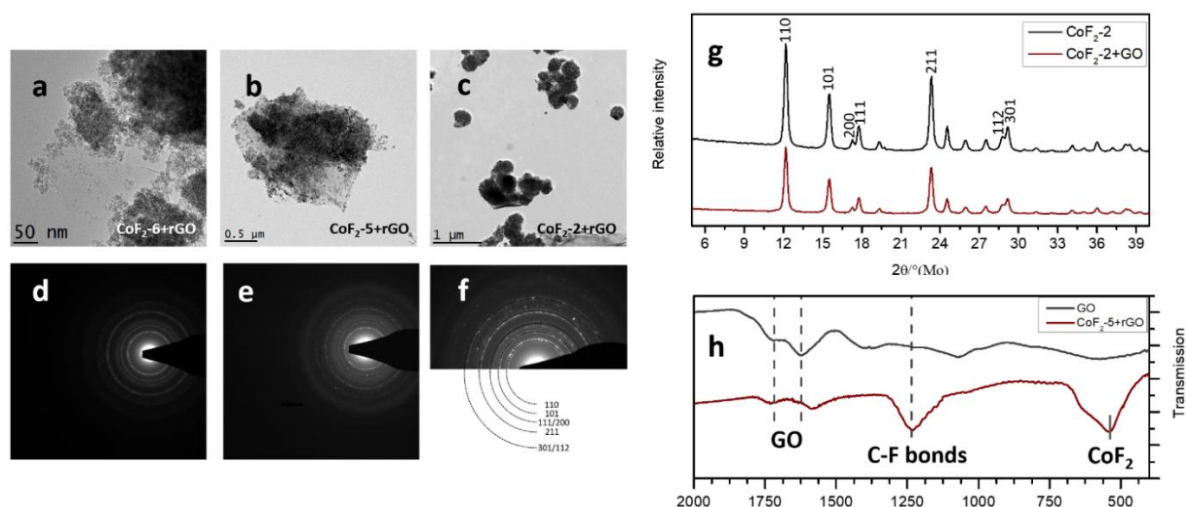 a
50 nm
CoF₂-6+rGO
b
0.5 µm
CoF₂-5+rGO
c
1 µm
CoF₂-2+rGO
d
e
f
110
101
111/200
211
301/112
g
CoF₂-2
CoF₂-2+GO
110
101
200
111
211
112
301
Relative intensity
5 9 12 15 18 21 24 27 30 33 36 39
2θ/°(Mo)
h
GO
CoF₂-5+rGO
GO
C-F bonds
CoF₂
Transmission
2000 1750 1500 1250 1000 750 500